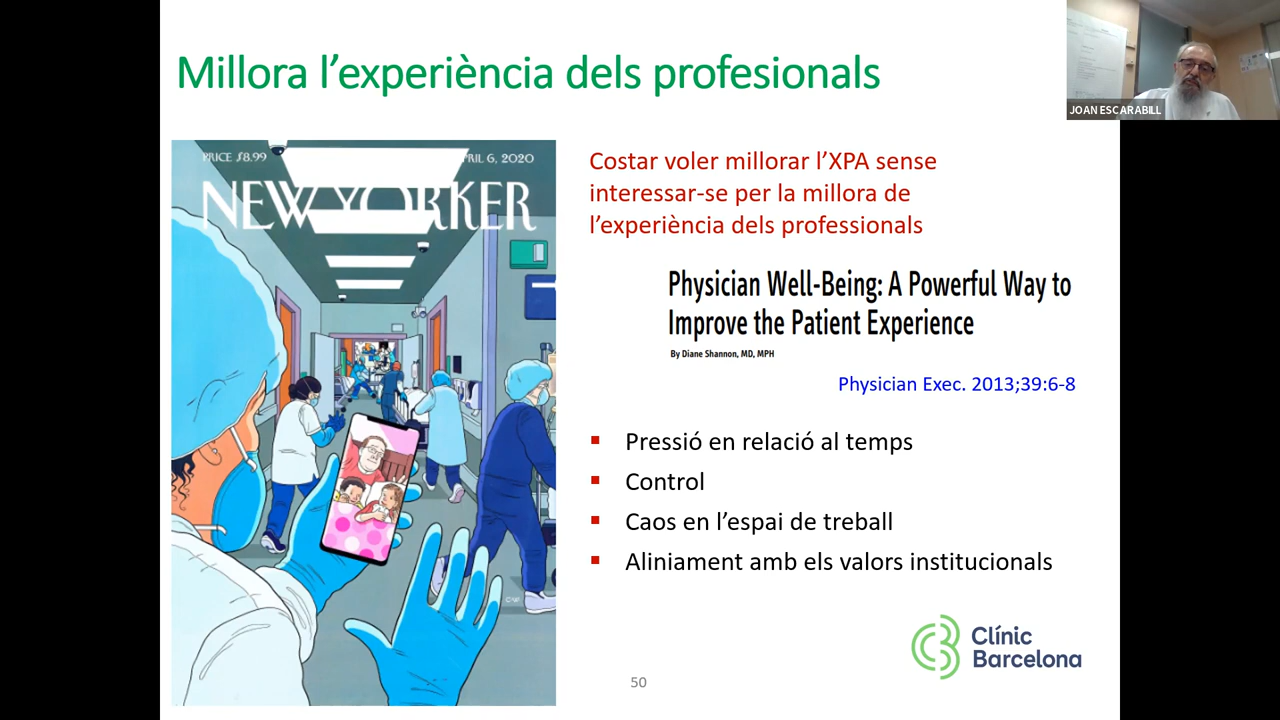 Millora l’experiència dels profesionals
JOAN ESCARABILL
PRICE $8.99
APRIL 6, 2020
NEW YORKER
Costar voler millorar l’XPA sense
interessar-se per la millora de
l’experiència dels professionals
Physician Well-Being: A Powerful Way to
Improve the Patient Experience
By Diane Shannon, MD, MPH
Physician Exec. 2013;39:6-8
Pressió en relació al temps
Control
Caos en l’espai de treball
Aliniament amb els valors institucionals
CW
Clínic
Barcelona
50